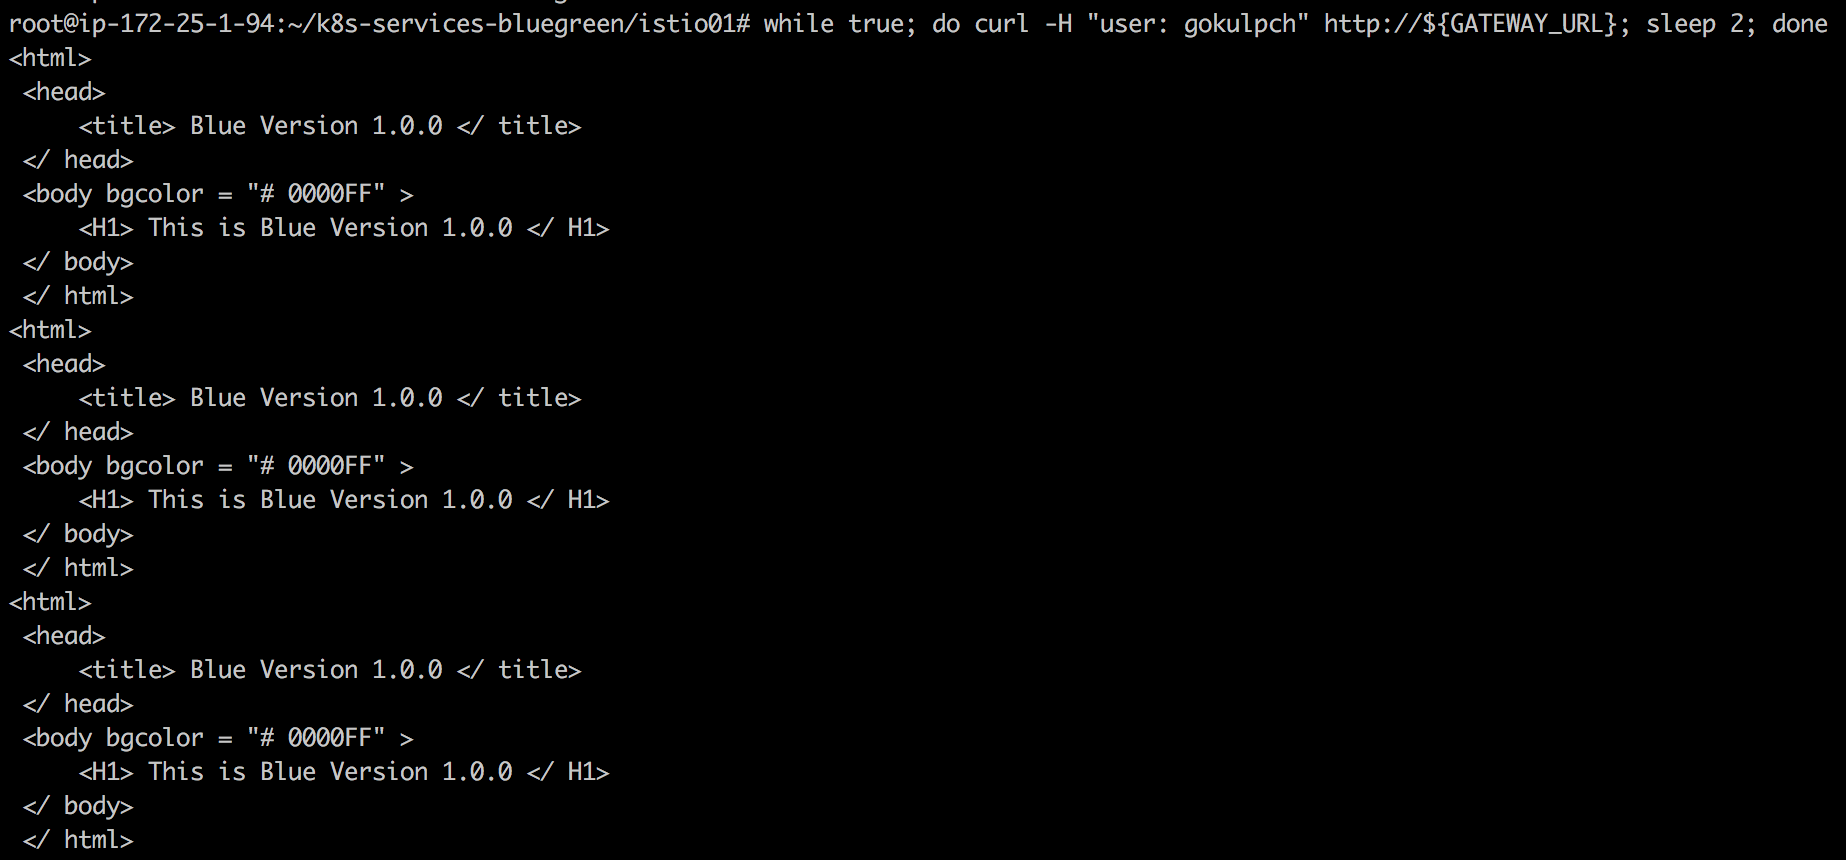 root@ip-172-25-1-94:~/k8s-services-bluegreen/istio01# while true; do curl -H "user: gokulpch" http://${GATEWAY_URL}; sleep 2; done
<html>
 <head>
     <title> Blue Version 1.0.0 </ title>
 </ head>
 <body bgcolor = "# 0000FF" >
     <H1> This is Blue Version 1.0.0 </ H1>
 </ body>
 </ html>
<html>
 <head>
     <title> Blue Version 1.0.0 </ title>
 </ head>
 <body bgcolor = "# 0000FF" >
     <H1> This is Blue Version 1.0.0 </ H1>
 </ body>
 </ html>
<html>
 <head>
     <title> Blue Version 1.0.0 </ title>
 </ head>
 <body bgcolor = "# 0000FF" >
     <H1> This is Blue Version 1.0.0 </ H1>
 </ body>
 </ html>